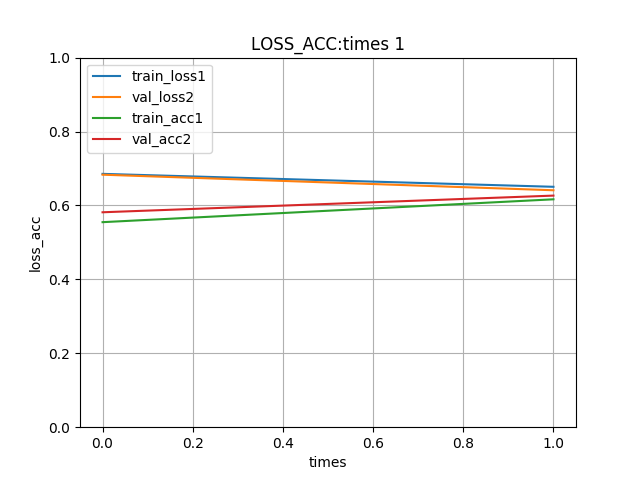 LOSS_ACC:times 1
train_loss1
val_loss2
train_acc1
val_acc2
1.0
0.8
0.6
0.4
0.2
0.0
loss_acc
0.0 0.2 0.4 0.6 0.8 1.0
times